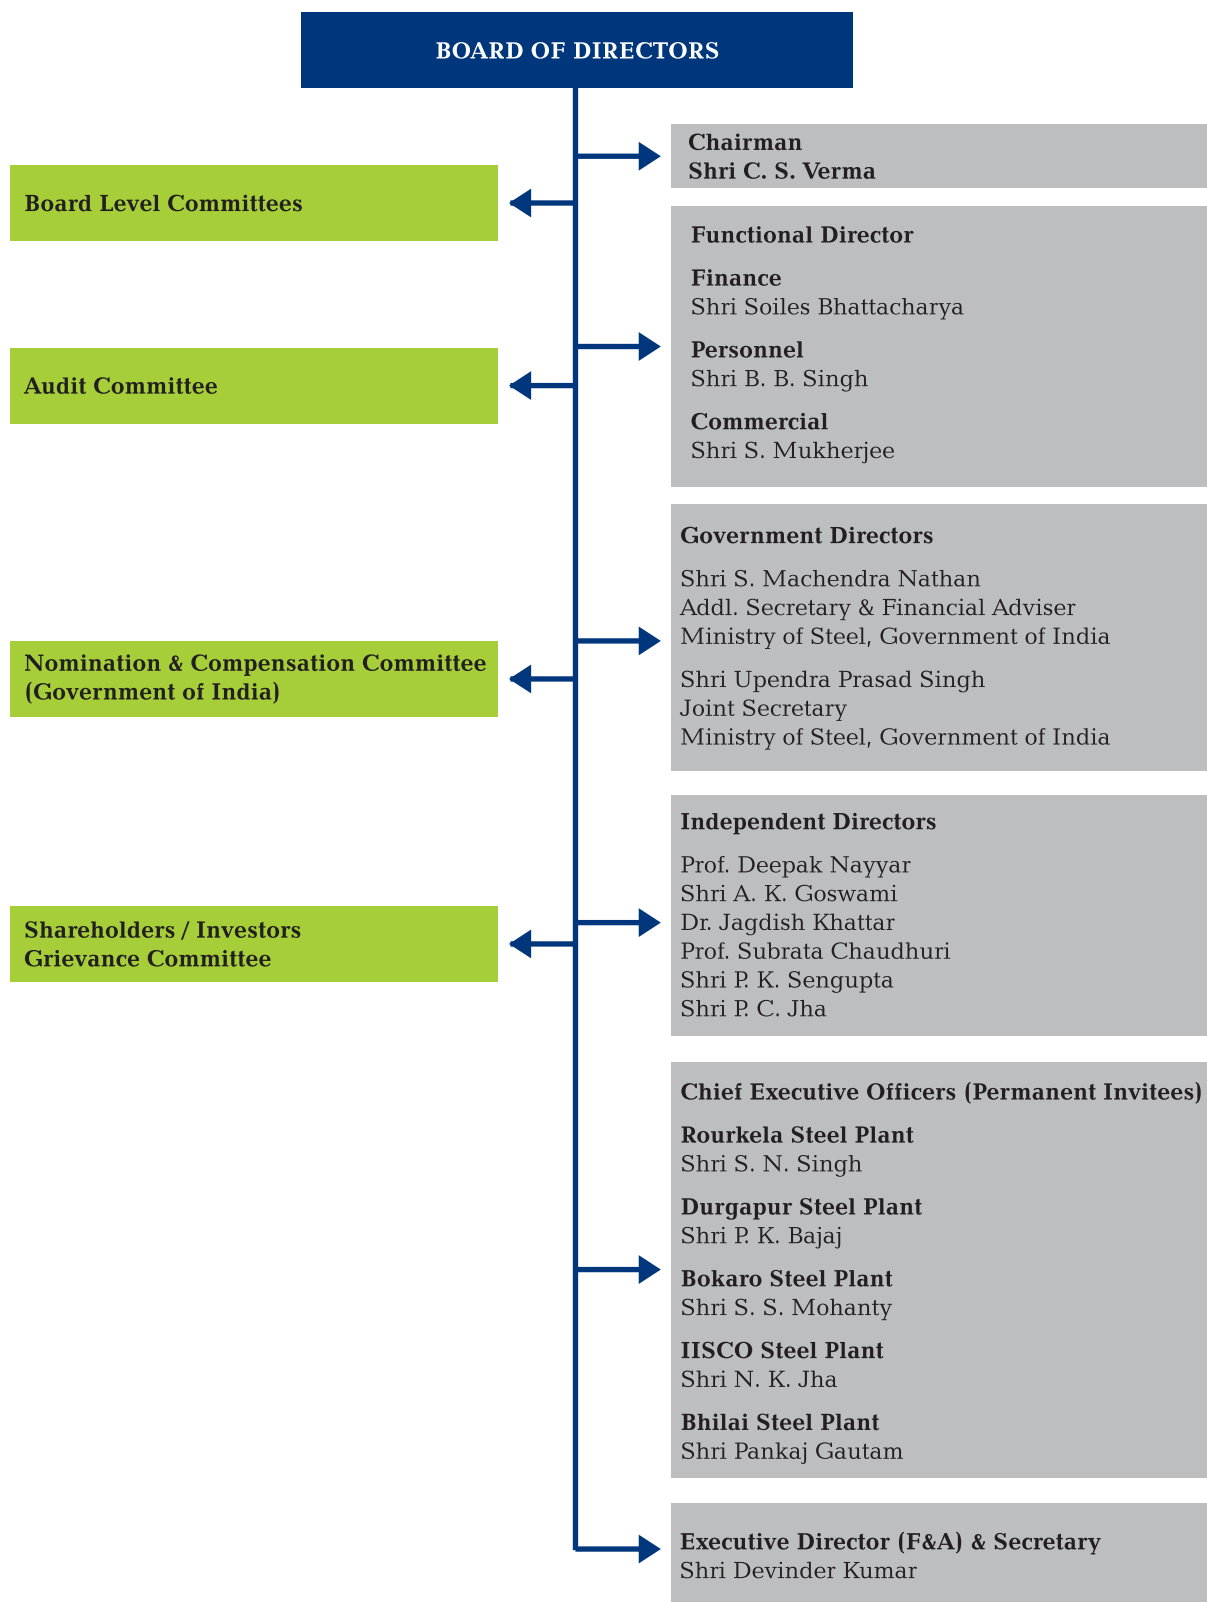 BOARD OF DIRECTORS
Board Level Committees
Audit Committee
Nomination & Compensation Committee
(Government of India)
Shareholders / Investors
Grievance Committee
Chairman
Shri C. S. Verma
Functional Director
Finance
Shri Soiles Bhattacharya
Personnel
Shri B. B. Singh
Commercial
Shri S. Mukherjee
Government Directors
Shri S. Machendra Nathan
Addl. Secretary & Financial Adviser
Ministry of Steel, Government of India
Shri Upendra Prasad Singh
Joint Secretary
Ministry of Steel, Government of India
Independent Directors
Prof. Deepak Nayyar
Shri A. K. Goswami
Dr. Jagdish Khattar
Prof. Subrata Chaudhuri
Shri P. K. Sengupta
Shri P. C. Jha
Chief Executive Officers (Permanent Invitees)
Rourkela Steel Plant
Shri S. N. Singh
Durgapur Steel Plant
Shri P. K. Bajaj
Bokaro Steel Plant
Shri S. S. Mohanty
IISCO Steel Plant
Shri N. K. Jha
Bhilai Steel Plant
Shri Pankaj Gautam
Executive Director (F&A) & Secretary
Shri Devinder Kumar